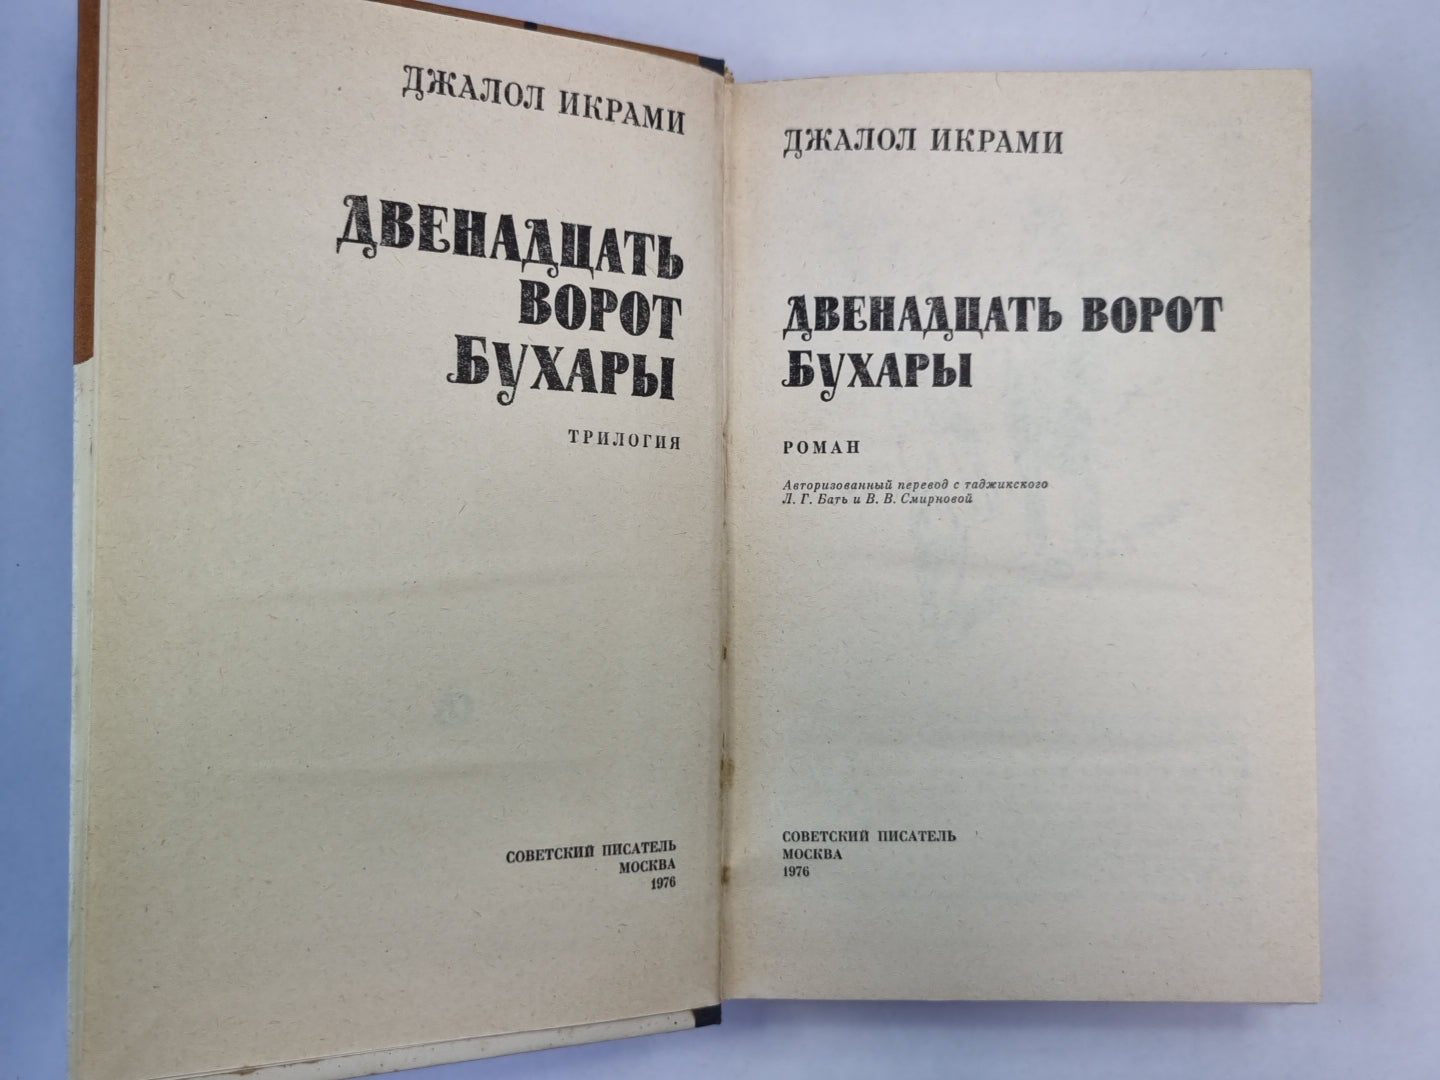 ДЖАЛОЛ ИКРАМИ
ДВЕНАДЦАТЬ
ВОРОТ
БУХАРЫ
ТРИЛОГИЯ
СОВЕТСКИЙ ПИСАТЕЛЬ
МОСКВА
1976
ДЖАЛОЛ ИКРАМИ
ДВЕНАДЦАТЬ ВОРОТ
БУХАРЫ
РОМАН
Авторизованный перевод с таджикского
Л. Г. Бать и В. В. Смирновой
СОВЕТСКИЙ ПИСАТЕЛЬ
МОСКВА
1976